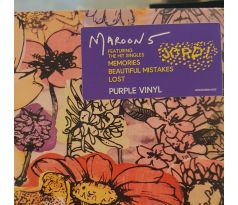 MAROON 5
FEATURING
THE HIT SINGLES
MEMORIES
BEAUTIFUL MISTAKES
LOST
JORDI
PURPLE VINYL